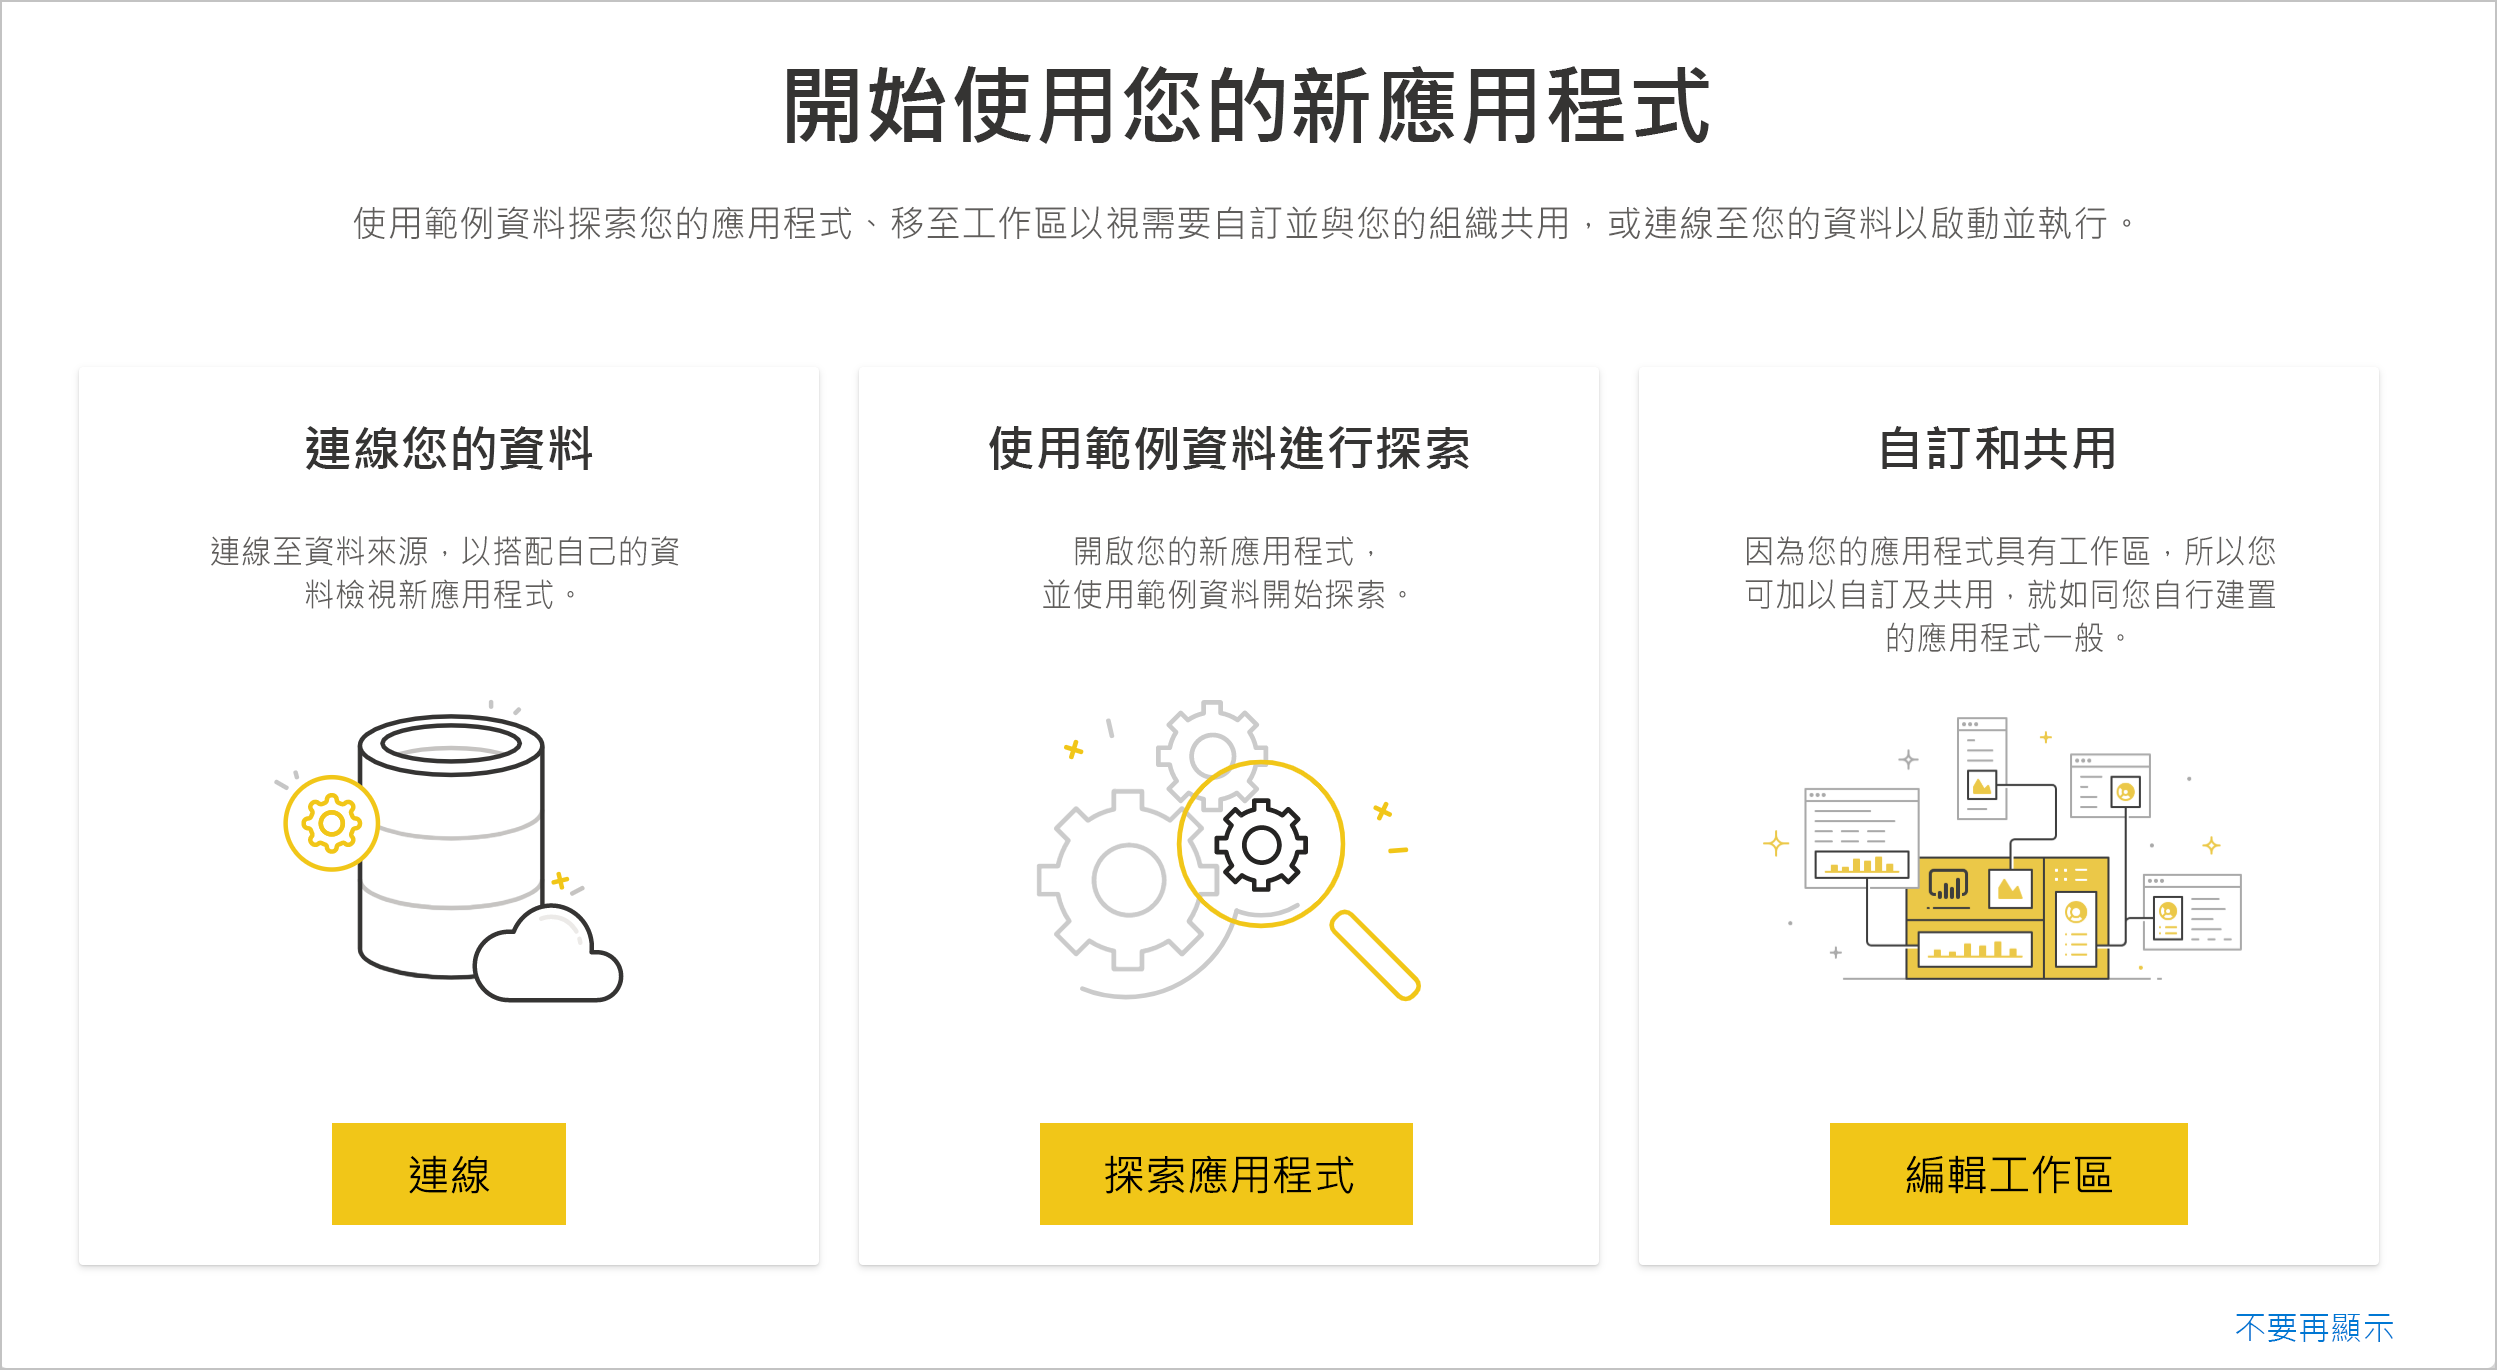 開始使用您的新應用程式
使用範例資料探索您的應用程式、移至工作區以視需要自訂並與您的組織共用，或連線至您的資料以啟動並執行。
連線您的資料
連線至資料來源，以搭配自己的資
料檢視新應用程式。
連線
使用範例資料進行探索
開啟您的新應用程式，
並使用範例資料開始探索。
探索應用程式
自訂和共用
因為您的應用程式具有工作區，所以您
可加以自訂及共用，就如同您自行建置
的應用程式一般。
編輯工作區
不要再顯示